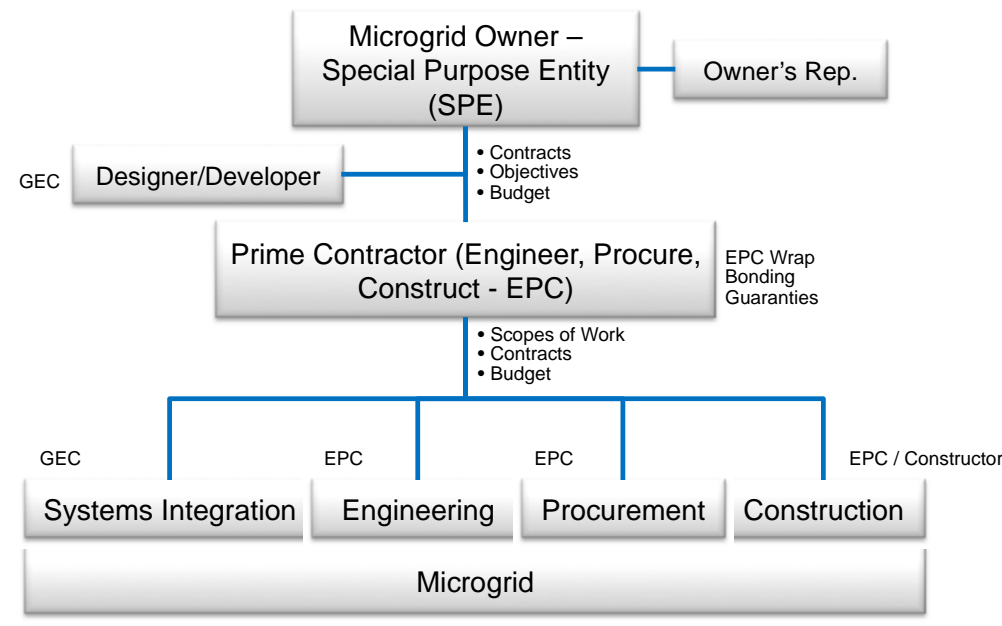 Microgrid Owner –
Special Purpose Entity
(SPE)
Owner's Rep.
• Contracts
• Objectives
• Budget
GEC
Designer/Developer
Prime Contractor (Engineer, Procure,
Construct - EPC)
EPC Wrap
Bonding
Guaranties
• Scopes of Work
• Contracts
• Budget
GEC
EPC
EPC
EPC / Constructor
Systems Integration
Engineering
Procurement
Construction
Microgrid